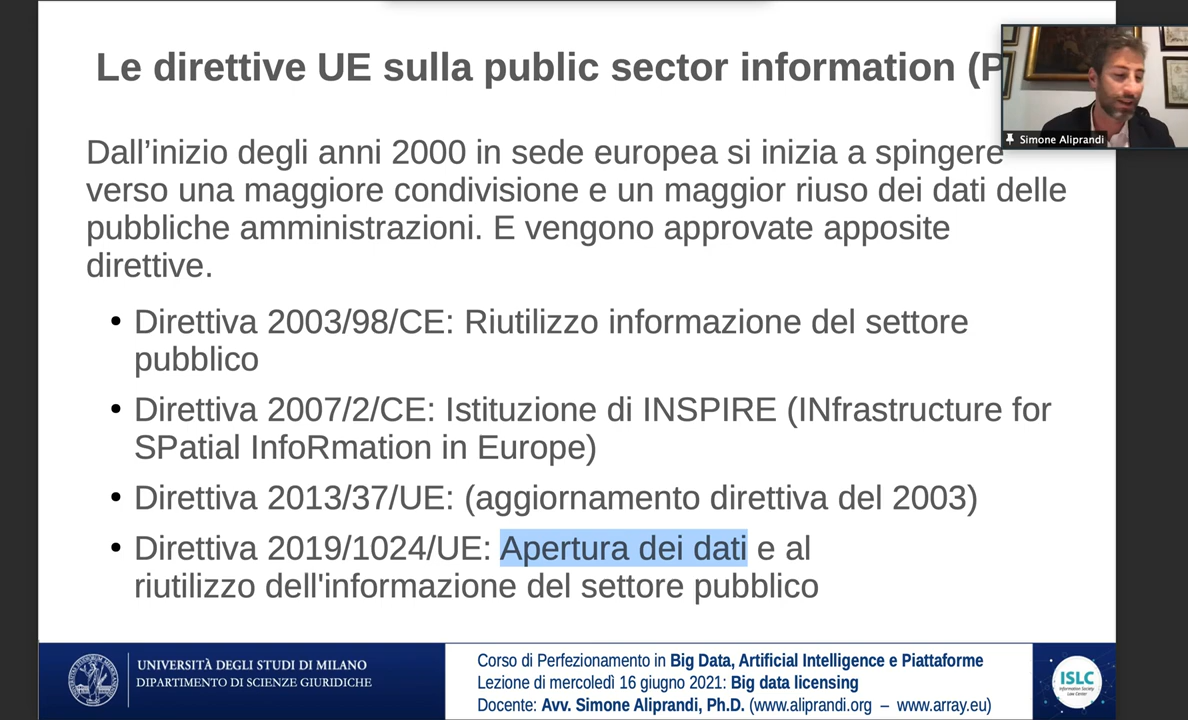 Le direttive UE sulla public sector information (P
Simone Aliprandi
Dall’inizio degli anni 2000 in sede europea si inizia a spingere
verso una maggiore condivisione e un maggior riuso dei dati delle
pubbliche amministrazioni. E vengono approvate apposite
direttive.
• Direttiva 2003/98/CE: Riutilizzo informazione del settore
pubblico
• Direttiva 2007/2/CE: Istituzione di INSPIRE (INfrastructure for
SPatial InfoRmation in Europe)
• Direttiva 2013/37/UE: (aggiornamento direttiva del 2003)
• Direttiva 2019/1024/UE: Apertura dei dati e al
riutilizzo dell'informazione del settore pubblico
UNIVERSITÀ DEGLI STUDI DI MILANO
DIPARTIMENTO DI SCIENZE GIURIDICHE
Corso di Perfezionamento in Big Data, Artificial Intelligence e Piattaforme
Lezione di mercoledì 16 giugno 2021: Big data licensing
Docente: Avv. Simone Aliprandi, Ph.D. (www.aliprandi.org – www.array.eu)
ISLC
Information Society
Law Center